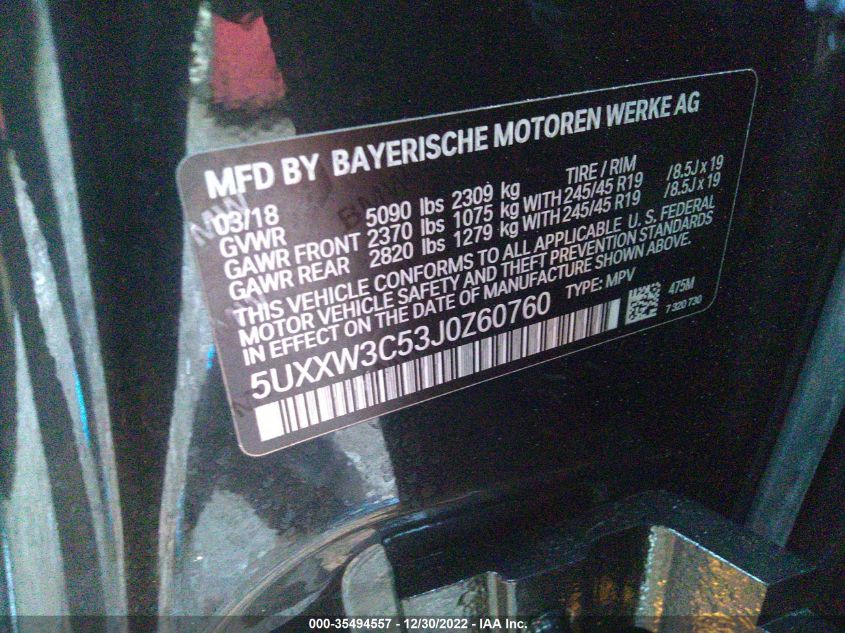 MFD BY BAYERISCHE MOTOREN WERKE AG
03/18 TIRE / RIM
GVWR 5090 lbs 2309 kg
GAWR FRONT 2370 lbs 1075 kg WITH 245/45 R19 / 8.5J x 19
GAWR REAR 2820 lbs 1279 kg WITH 245/45 R19 / 8.5J x 19
THIS VEHICLE CONFORMS TO ALL APPLICABLE U. S. FEDERAL
MOTOR VEHICLE SAFETY AND THEFT PREVENTION STANDARDS
IN EFFECT ON THE DATE OF MANUFACTURE SHOWN ABOVE.
5UXXW3C53J0Z60760 TYPE: MPV 475M
7 320 730
000-35494557 - 12/30/2022 - IAA Inc.